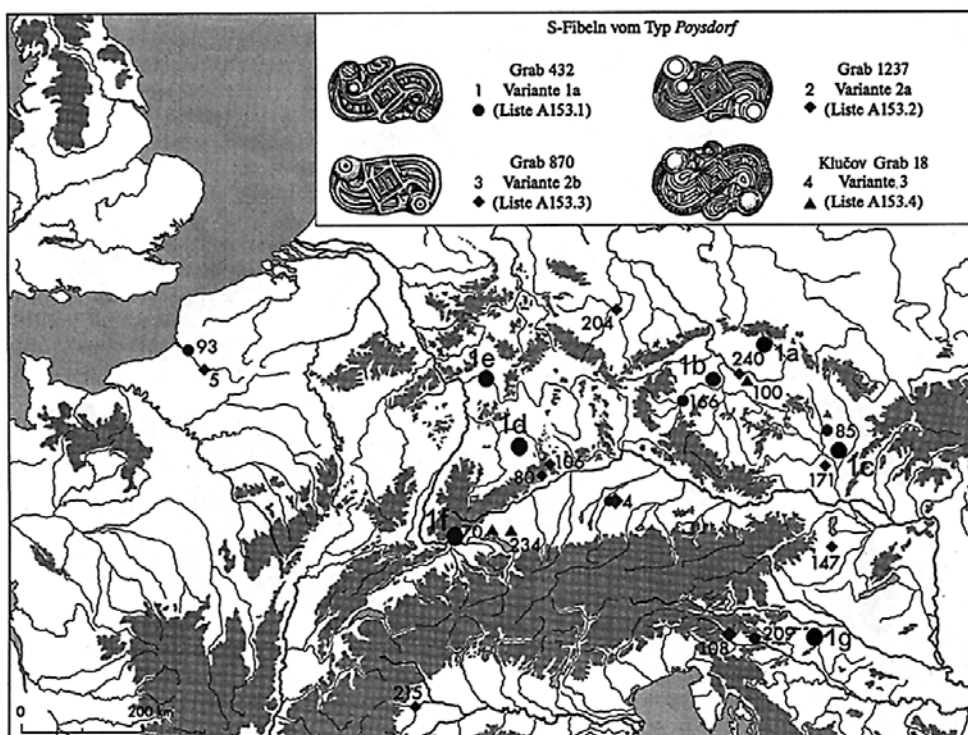 S-Fibeln vom Typ Poysdorf
Grab 432
1 Variante 1a
(Liste A153.1)
Grab 1237
2 Variante 2a
(Liste A153.2)
Grab 870
3 Variante 2b
(Liste A153.3)
Klučov Grab 18
4 Variante 3
(Liste A153.4)
93
5
204
1e
1b
240
1a
100
166
1d
85
1c
171
80
106
4
1f
234
147
108
209
1g
215
0
200 km